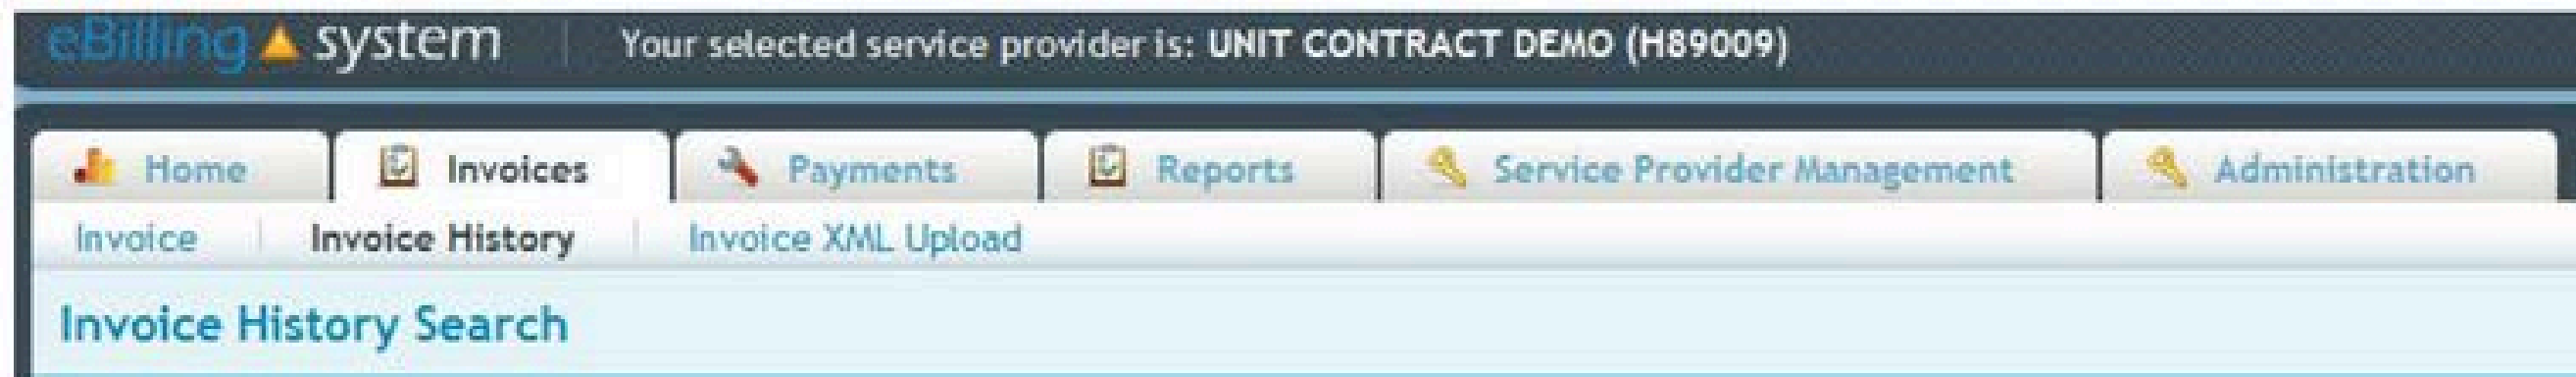 eBilling system Your selected service provider is: UNIT CONTRACT DEMO (H89009)
Home Invoices Payments Reports Service Provider Management Administration
Invoice Invoice History Invoice XML Upload
Invoice History Search